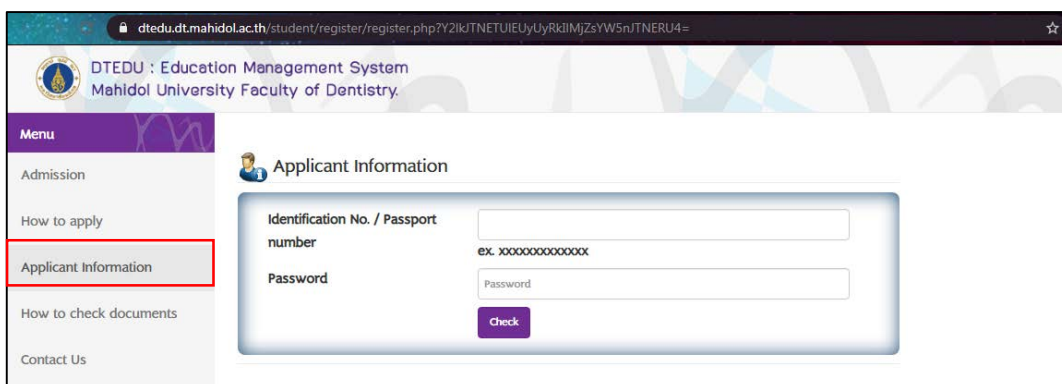 dtedu.dt.mahidol.ac.th/student/register/register.php?Y2lkJTNETUlEUyUyRkIlMjZsYW5nJTNERU4=
DTEDU : Education Management System
Mahidol University Faculty of Dentistry.
Menu
Admission
How to apply
Applicant Information
How to check documents
Contact Us
Applicant Information
Identification No. / Passport
number
ex. xxxxxxxxxxxxx
Password
Password
Check